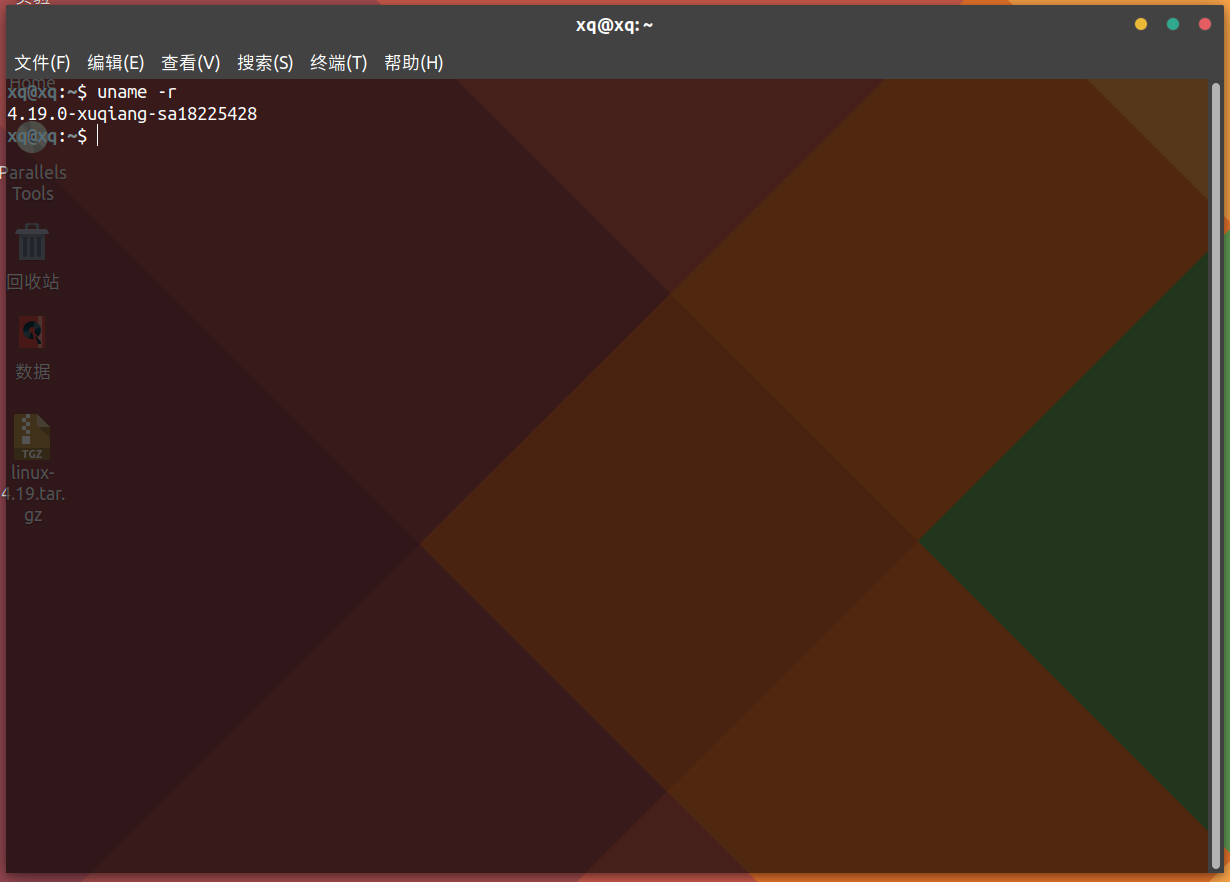 xq@xq: ~
文件(F) 编辑(E) 查看(V) 搜索(S) 终端(T) 帮助(H)
Home
xq@xq:~$ uname -r
4.19.0-xuqiang-sa18225428
xq@xq:~$
Parallels
Tools
回收站
数据
TGZ
linux-
4.19.tar.
gz